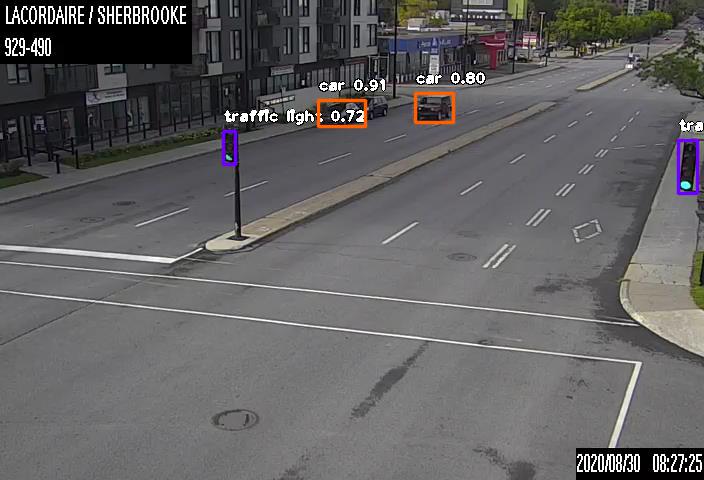 LACORDAIRE / SHERBROOKE
929-490
car 0.91
car 0.80
traffic light 0.72
tra
2020/08/30 08:27:25